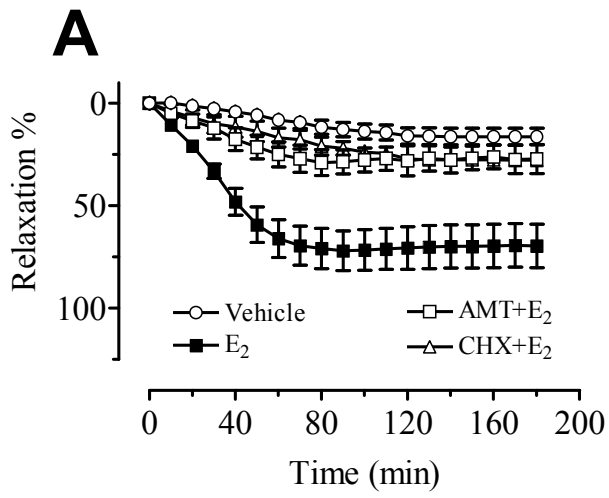 A
Relaxation %
0
50
100
Vehicle
E₂
AMT+E₂
CHX+E₂
0 40 80 120 160 200
Time (min)